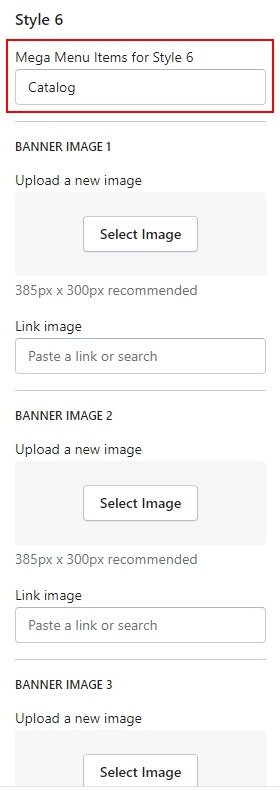 Style 6
Mega Menu Items for Style 6
Catalog
BANNER IMAGE 1
Upload a new image
Select Image
385px x 300px recommended
Link image
Paste a link or search
BANNER IMAGE 2
Upload a new image
Select Image
385px x 300px recommended
Link image
Paste a link or search
BANNER IMAGE 3
Upload a new image
Select Image